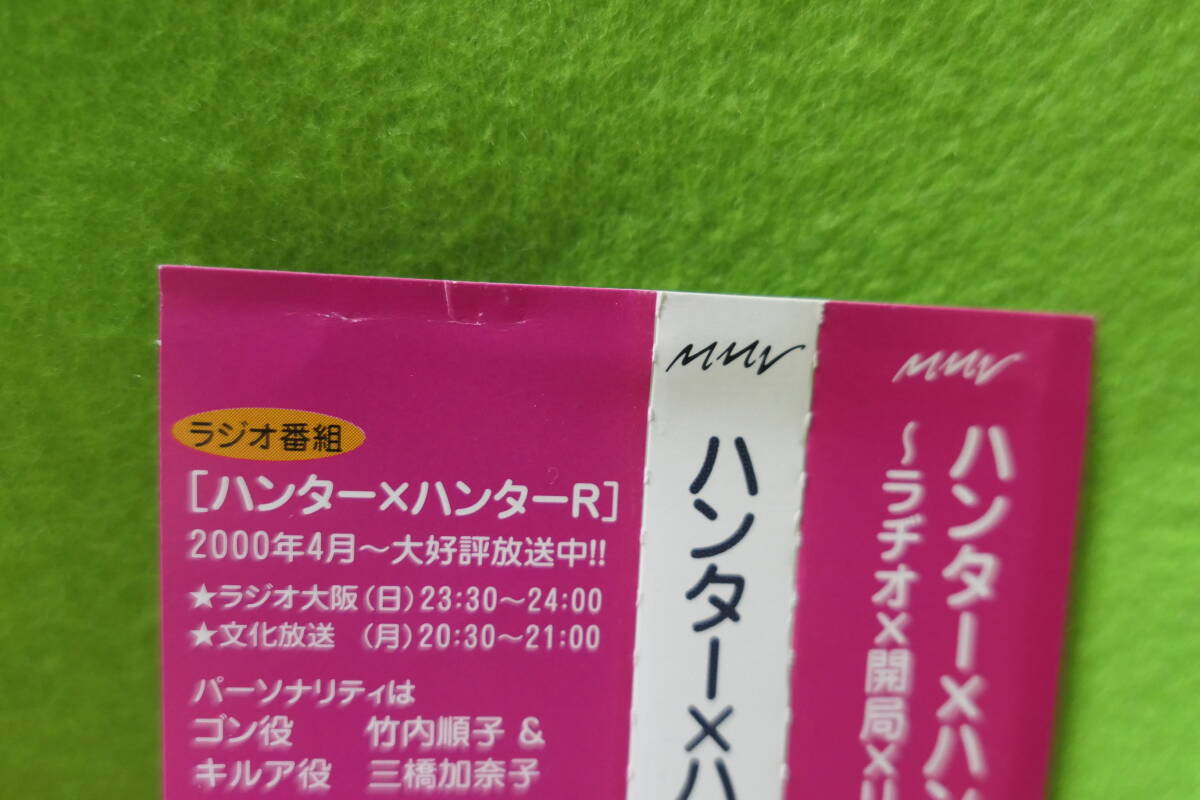 ラジオ番組
[ハンター×ハンターR]
2000年4月～大好評放送中!!
★ラジオ大阪(日)23:30～24:00
★文化放送 (月)20:30～21:00
パーソナリティは
ゴン役 竹内順子 &
キルア役 三橋加奈子
MMV
ハンター×ハ
MMV
ハンター×ハン
～ラヂオ×開局×